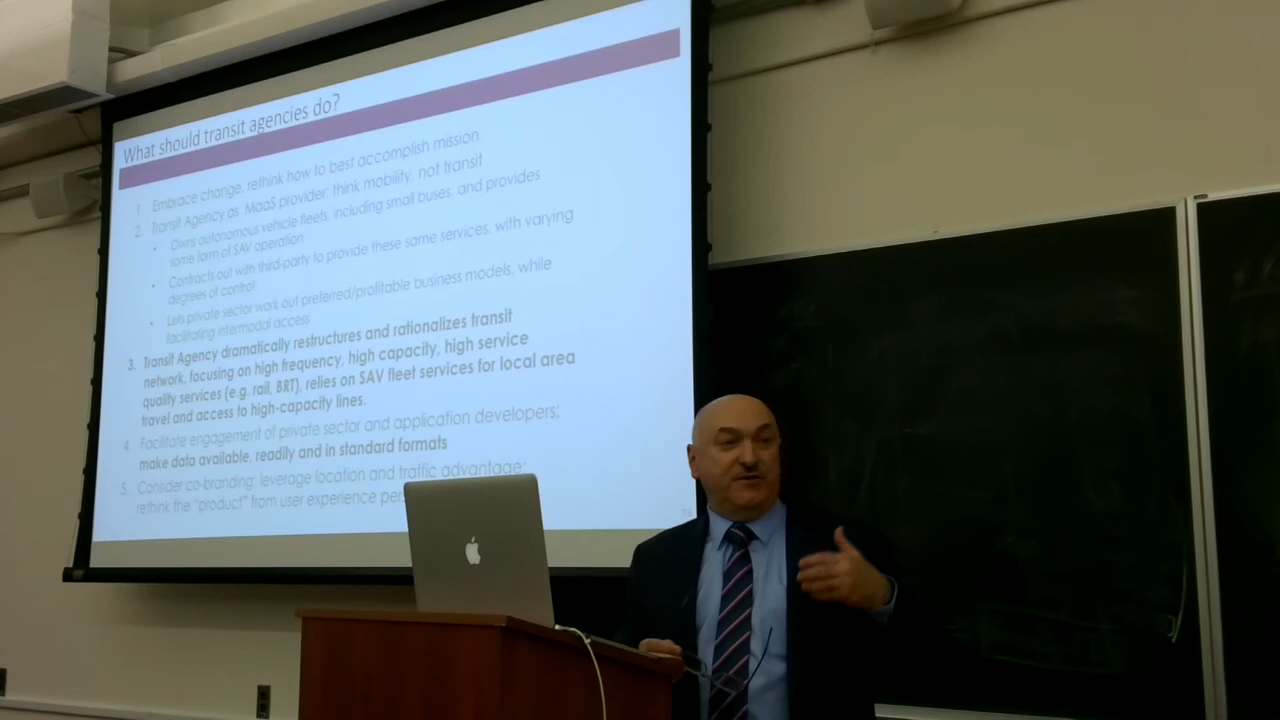 What should transit agencies do?
1. Embrace change, rethink how to best accomplish mission
2. Transit Agency as MaaS provider: think mobility, not transit
• Owns autonomous vehicle fleets, including small buses, and provides
some form of SAV operation
• Contracts out with third-party to provide these same services, with varying
degrees of control
• Lets private sector work out preferred/profitable business models, while
facilitating intermodal access
3. Transit Agency dramatically restructures and rationalizes transit
network, focusing on high frequency, high capacity, high service
quality services (e.g. rail, BRT), relies on SAV fleet services for local area
travel and access to high-capacity lines.
4. Facilitate engagement of private sector and application developers:
make data available, readily and in standard formats
5. Consider co-branding; leverage location and traffic advantage;
rethink the "product" from user experience